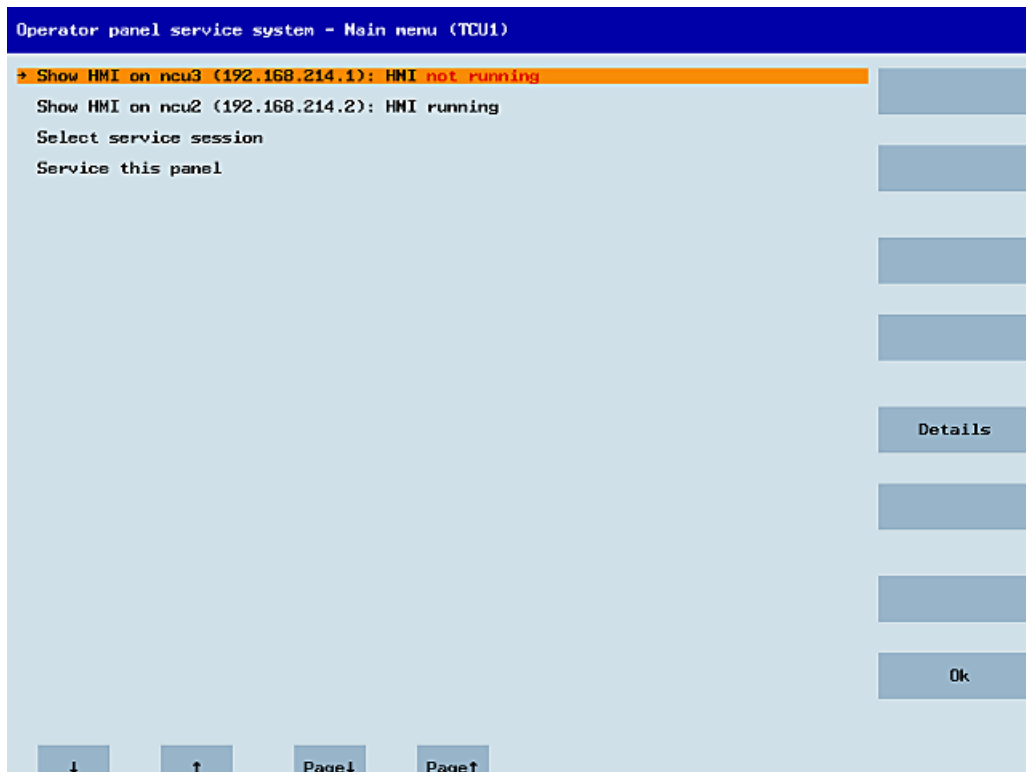 Operator panel service system - Main menu (TCU1)
→ Show HMI on ncu3 (192.168.214.1): HMI not running
Show HMI on ncu2 (192.168.214.2): HMI running
Select service session
Service this panel
Details
Ok
↓ ↑ Page↓ Page↑